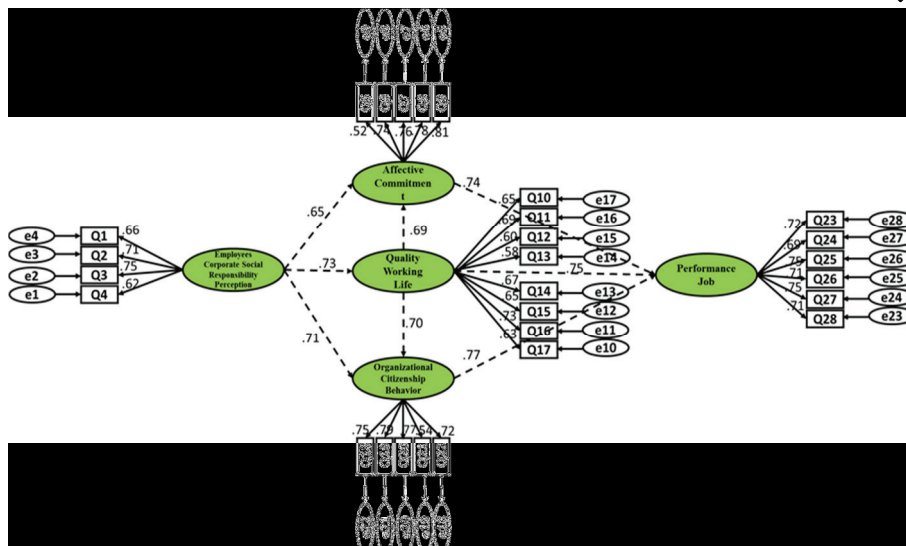 .52 .74 .76 .78 .81
Affective
Commitmen
t
.74
.65
.69
Q10 .65 e17
Q11 .69 e16
Q12 .60 e15
Q13 .58 e14
e4 Q1 .66
e3 Q2 .71
e2 Q3 .75
e1 Q4 .62
Employees
Corporate Social
Responsibility
Perception
.73
Quality
Working
Life
.75
Performance
Job
.72 Q23 e28
.69 Q24 e27
Q25 e26
.71 Q26 e25
.75 Q27 e24
.71 Q28 e23
.67 Q14 e13
.65 Q15 e12
.73 Q16 e11
.63 Q17 e10
.70
.71
.77
Organizational
Citizenship
Behavior
.75 .79 .77 .54 .72